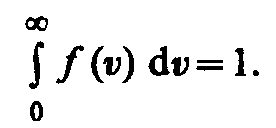 ∞
∫ f (v) dv = 1.
0